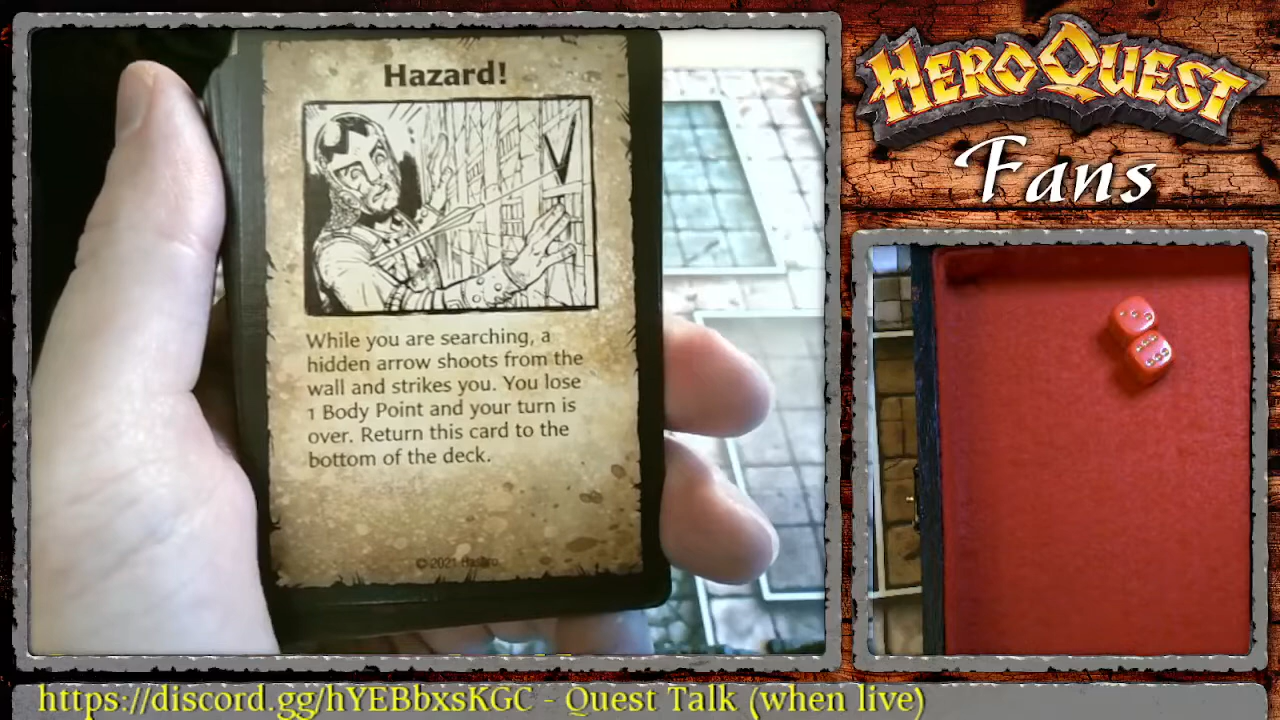 Hazard!
While you are searching, a
hidden arrow shoots from the
wall and strikes you. You lose
1 Body Point and your turn is
over. Return this card to the
bottom of the deck.
© 2021 Hasbro
HEROQUEST
Fans
https://discord.gg/hYEBbxsKGC - Quest Talk (when live)